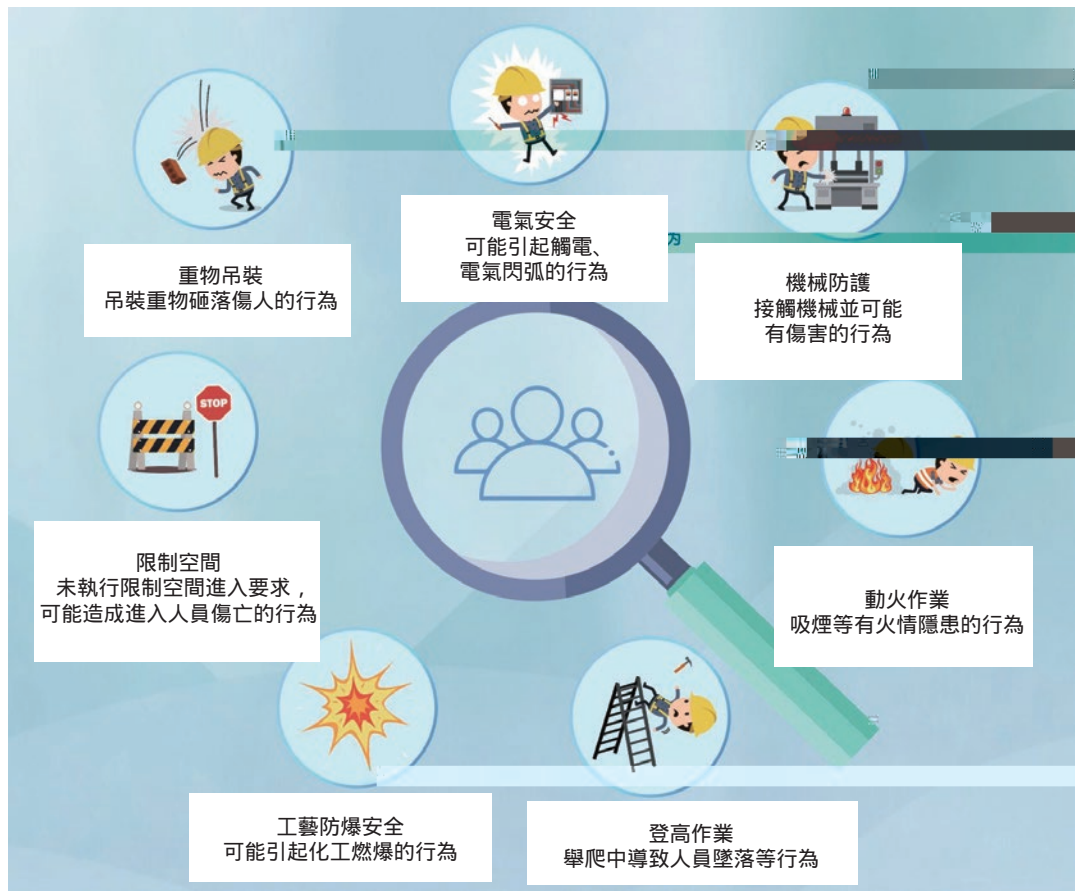 電氣安全
可能引起觸電、
電氣閃弧的行為
重物吊裝
吊裝重物砸落傷人的行為
機械防護
接觸機械並可能
有傷害的行為
STOP
限制空間
未執行限制空間進入要求，
可能造成進入人員傷亡的行為
動火作業
吸煙等有火情隱患的行為
工藝防爆安全
可能引起化工燃爆的行為
登高作業
舉爬中導致人員墜落等行為